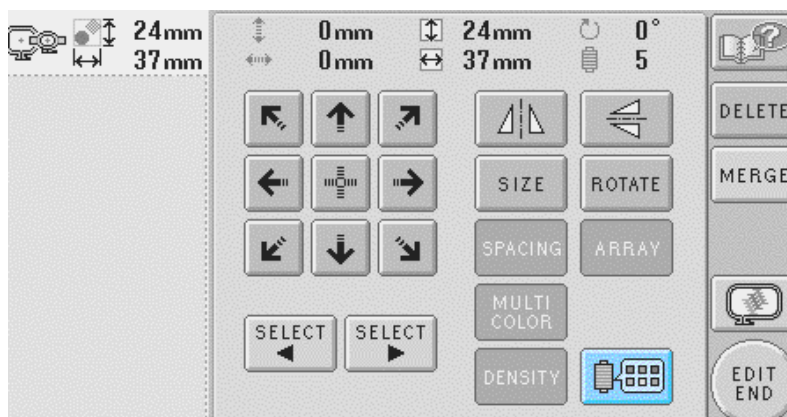 24mm 0mm 24mm 0°
37mm 0mm 37mm 5
DELETE
SIZE ROTATE MERGE
SPACING ARRAY
MULTI
COLOR
SELECT SELECT
DENSITY
EDIT
END